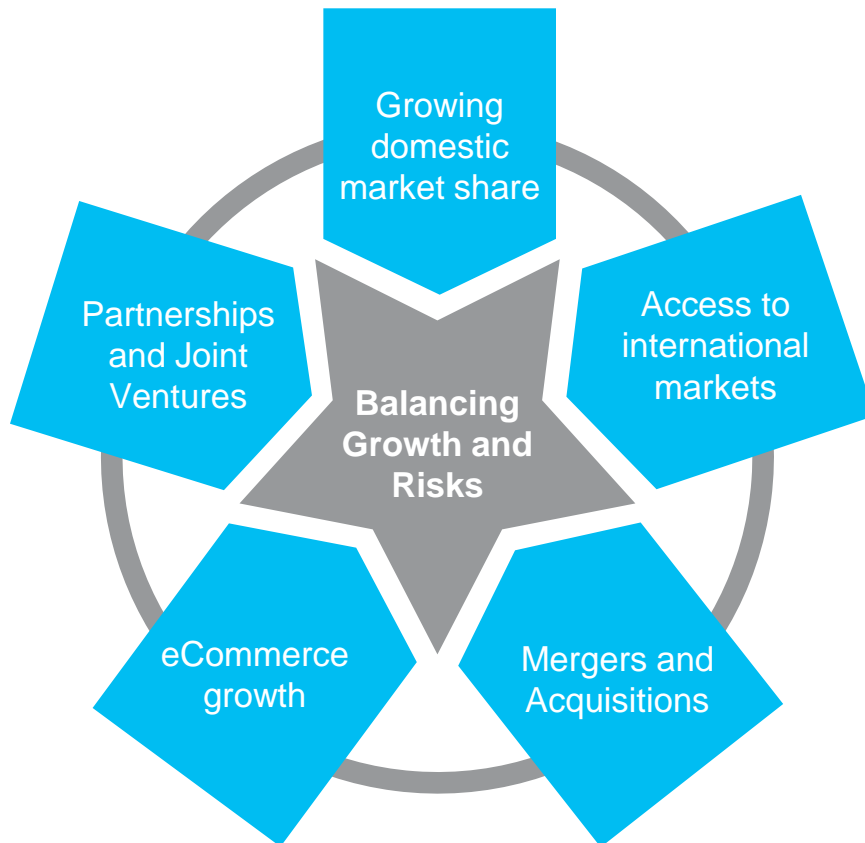 Growing
domestic
market share
Access to
international
markets
Mergers and
Acquisitions
eCommerce
growth
Partnerships
and Joint
Ventures
Balancing
Growth and
Risks